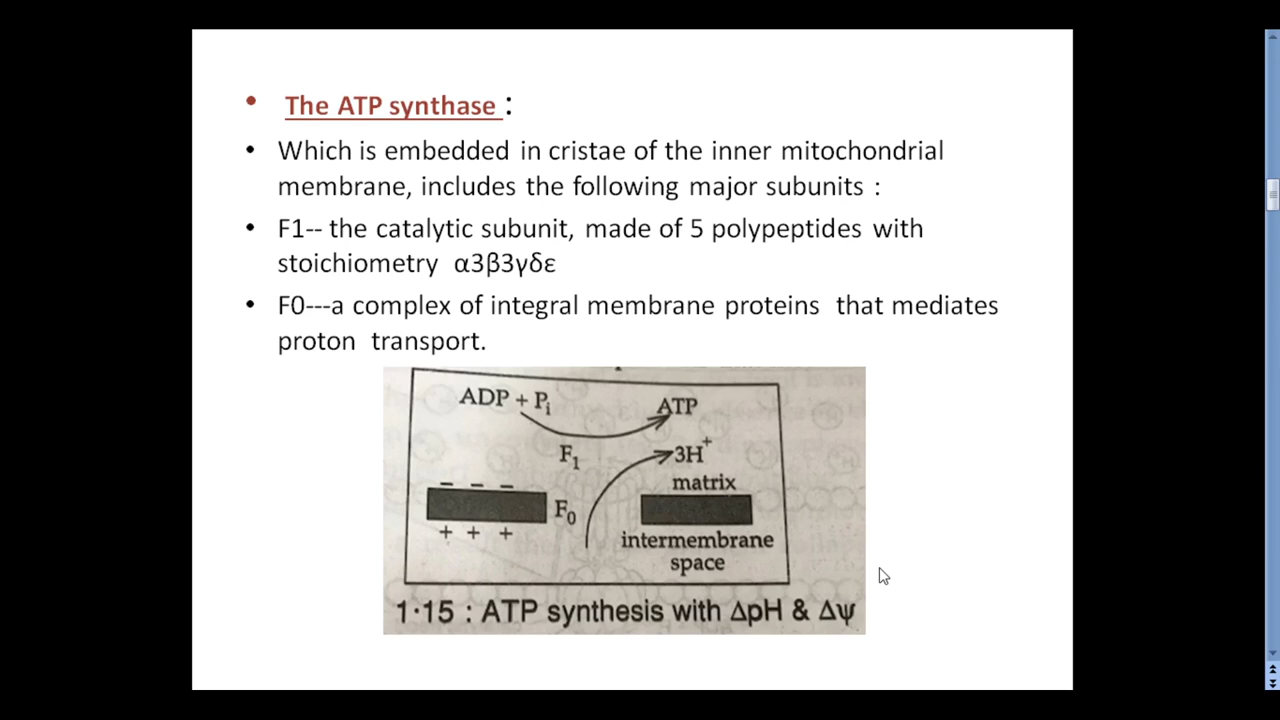 • The ATP synthase :
• Which is embedded in cristae of the inner mitochondrial
membrane, includes the following major subunits :
• F1-- the catalytic subunit, made of 5 polypeptides with
stoichiometry α3β3γδε
• F0---a complex of integral membrane proteins that mediates
proton transport.
ADP + Pi
ATP
F1
3H+
matrix
– – –
F0
+ + +
intermembrane
space
1·15 : ATP synthesis with ΔpH & Δψ